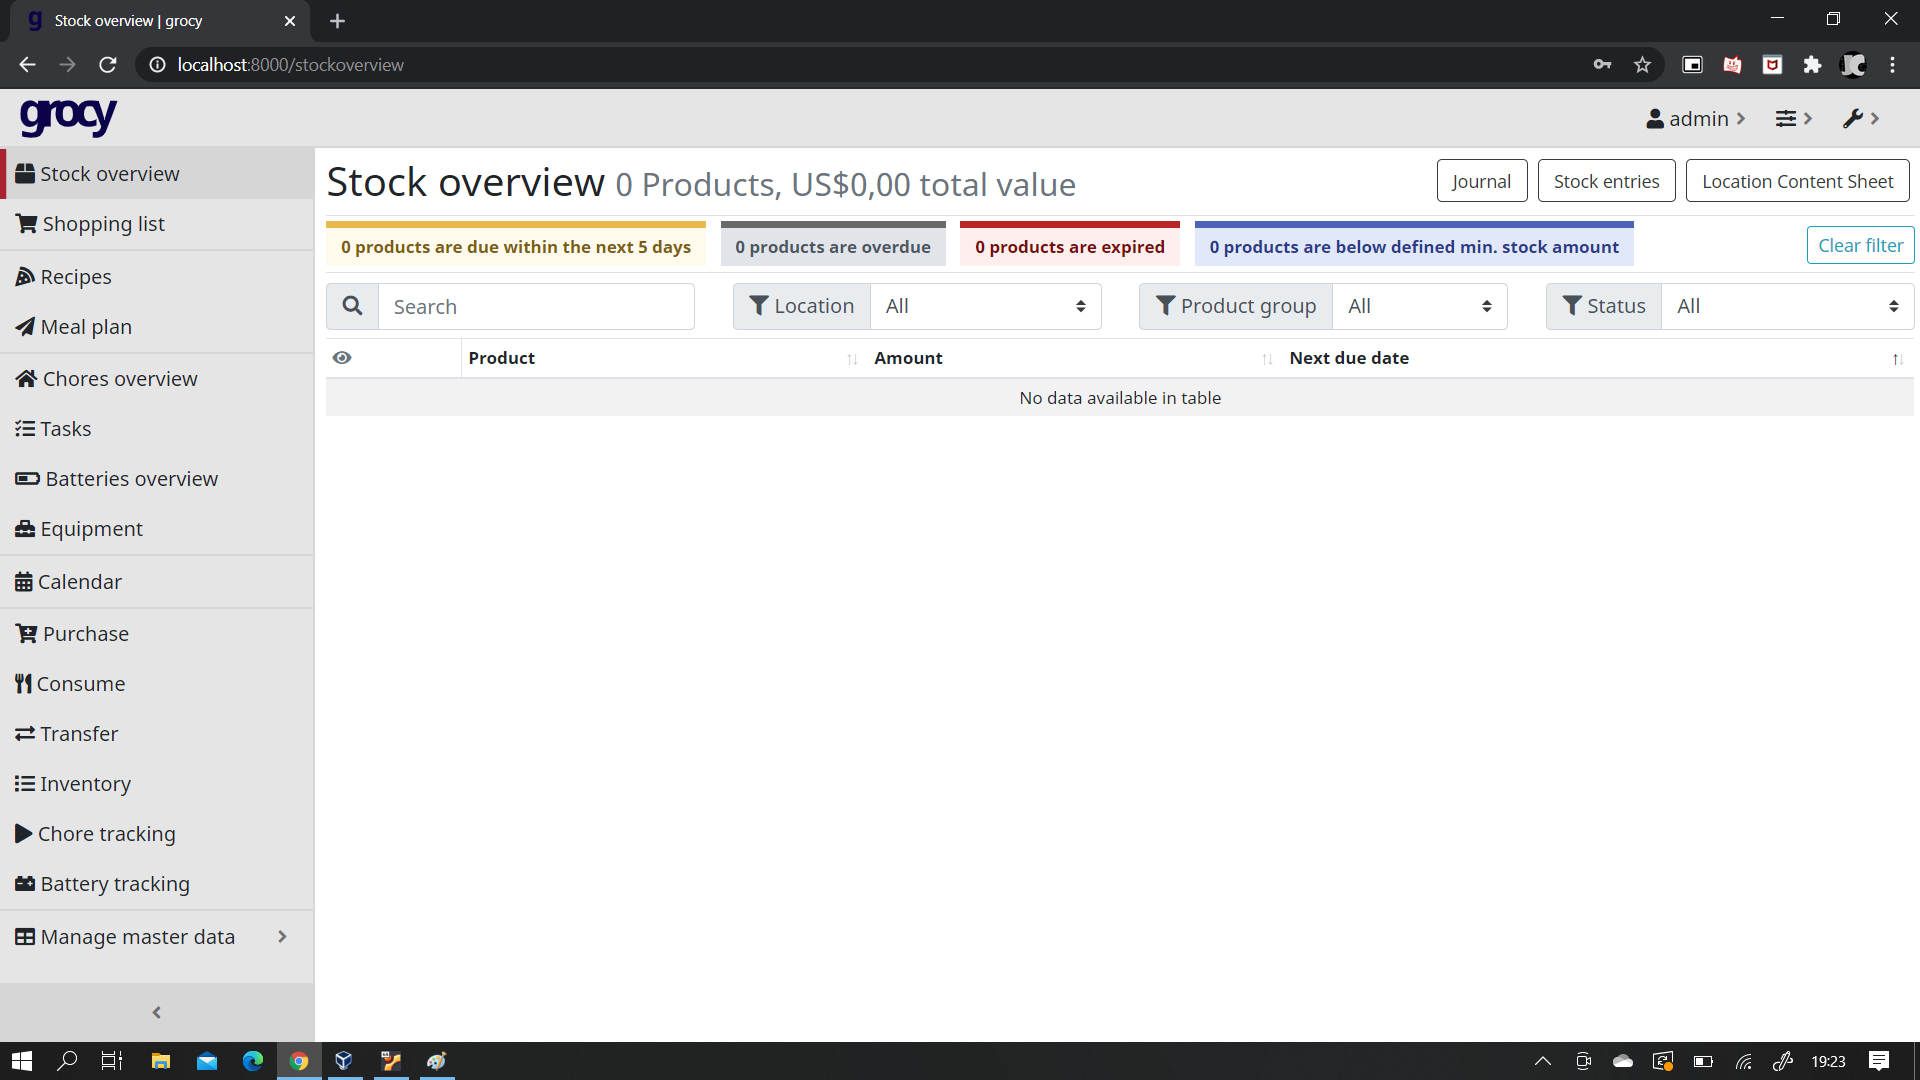 Stock overview | grocy
localhost:8000/stockoverview
grocy
admin
Stock overview
Shopping list
Recipes
Meal plan
Chores overview
Tasks
Batteries overview
Equipment
Calendar
Purchase
Consume
Transfer
Inventory
Chore tracking
Battery tracking
Manage master data
Stock overview 0 Products, US$0,00 total value
Journal
Stock entries
Location Content Sheet
0 products are due within the next 5 days
0 products are overdue
0 products are expired
0 products are below defined min. stock amount
Clear filter
Search
Location All
Product group All
Status All
Product Amount Next due date
No data available in table
19:23